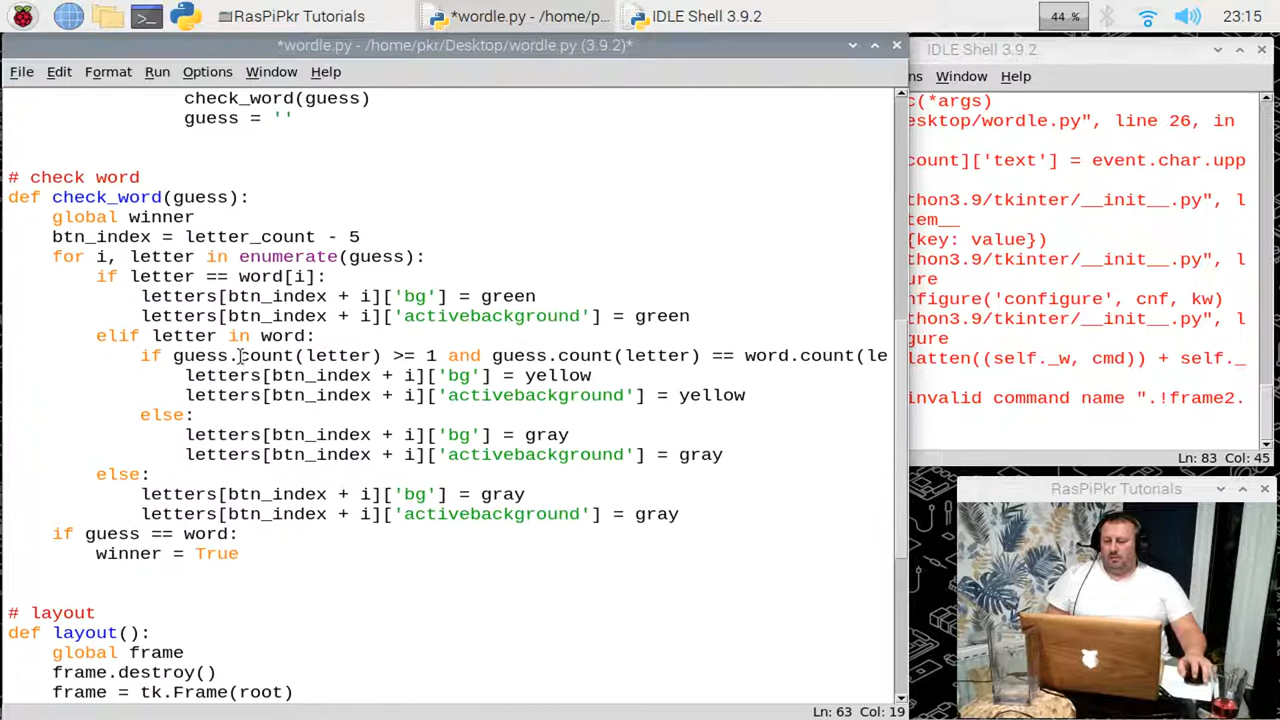 RasPiPkr Tutorials
*wordle.py - /home/p...
IDLE Shell 3.9.2
44 %
23:15
*wordle.py - /home/pkr/Desktop/wordle.py (3.9.2)*
File Edit Format Run Options Window Help
check_word(guess)
guess = ''
# check word
def check_word(guess):
global winner
btn_index = letter_count - 5
for i, letter in enumerate(guess):
if letter == word[i]:
letters[btn_index + i]['bg'] = green
letters[btn_index + i]['activebackground'] = green
elif letter in word:
if guess.count(letter) >= 1 and guess.count(letter) == word.count(le
letters[btn_index + i]['bg'] = yellow
letters[btn_index + i]['activebackground'] = yellow
else:
letters[btn_index + i]['bg'] = gray
letters[btn_index + i]['activebackground'] = gray
else:
letters[btn_index + i]['bg'] = gray
letters[btn_index + i]['activebackground'] = gray
if guess == word:
winner = True
# layout
def layout():
global frame
frame.destroy()
frame = tk.Frame(root)
Ln: 63 Col: 19
IDLE Shell 3.9.2
ns Window Help
c(*args)
esktop/wordle.py", line 26, in
count]['text'] = event.char.upp
thon3.9/tkinter/__init__.py", l
tem__
{key: value})
thon3.9/tkinter/__init__.py", l
ure
nfigure('configure', cnf, kw)
thon3.9/tkinter/__init__.py", l
gure
latten((self._w, cmd)) + self._
invalid command name ".!frame2.
Ln: 83 Col: 45
RasPiPkr Tutorials